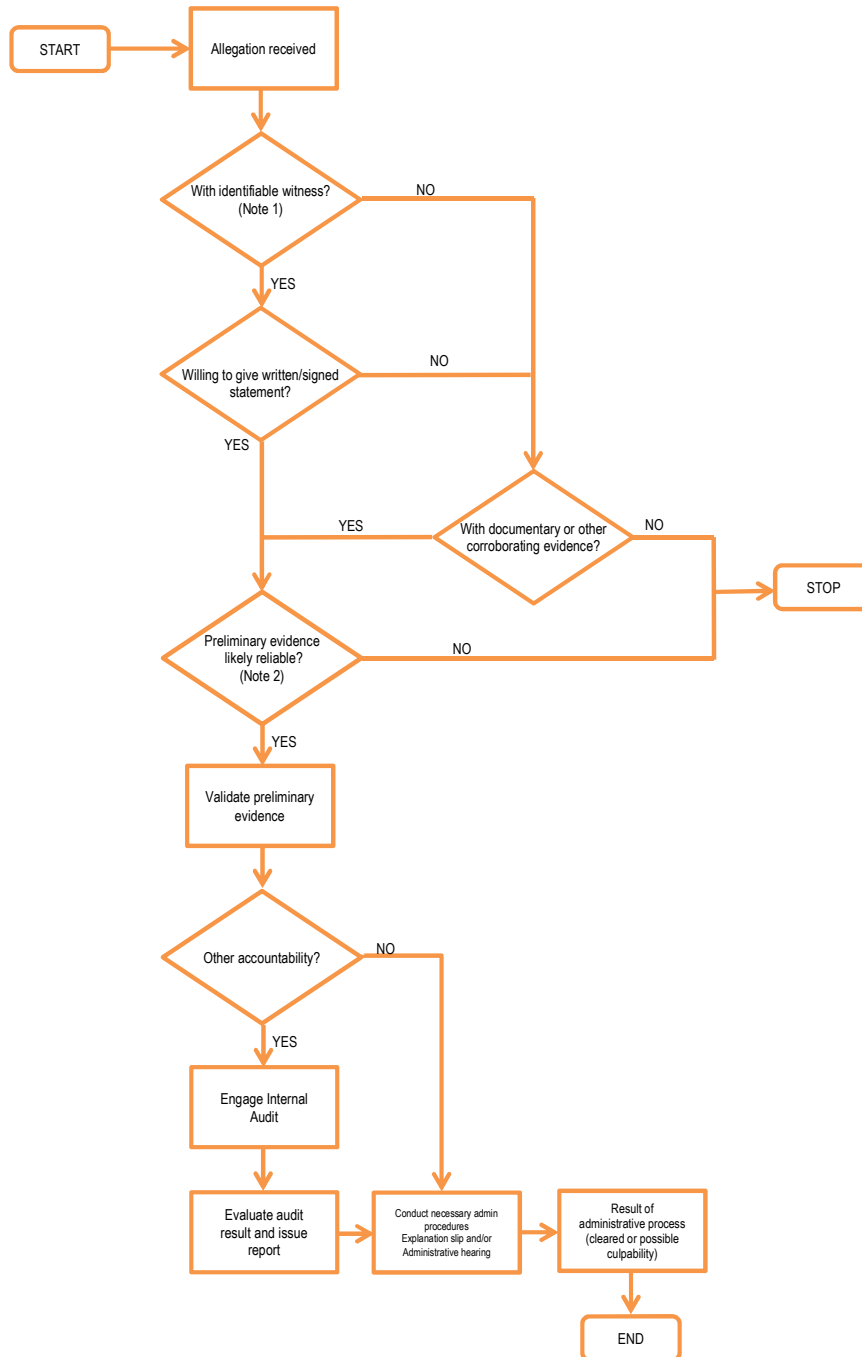 START
Allegation received
With identifiable witness?
(Note 1)
NO
YES
Willing to give written/signed
statement?
NO
YES
With documentary or other
corroborating evidence?
YES
NO
STOP
Preliminary evidence
likely reliable?
(Note 2)
NO
YES
Validate preliminary
evidence
Other accountability?
NO
YES
Engage Internal
Audit
Evaluate audit
result and issue
report
Conduct necessary admin
procedures
Explanation slip and/or
Administrative hearing
Result of
administrative process
(cleared or possible
culpability)
END